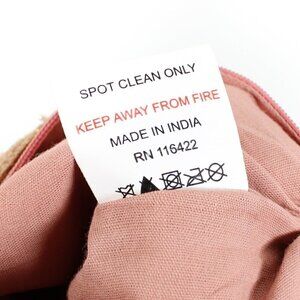 SPOT CLEAN ONLY
KEEP AWAY FROM FIRE
MADE IN INDIA
RN 116422